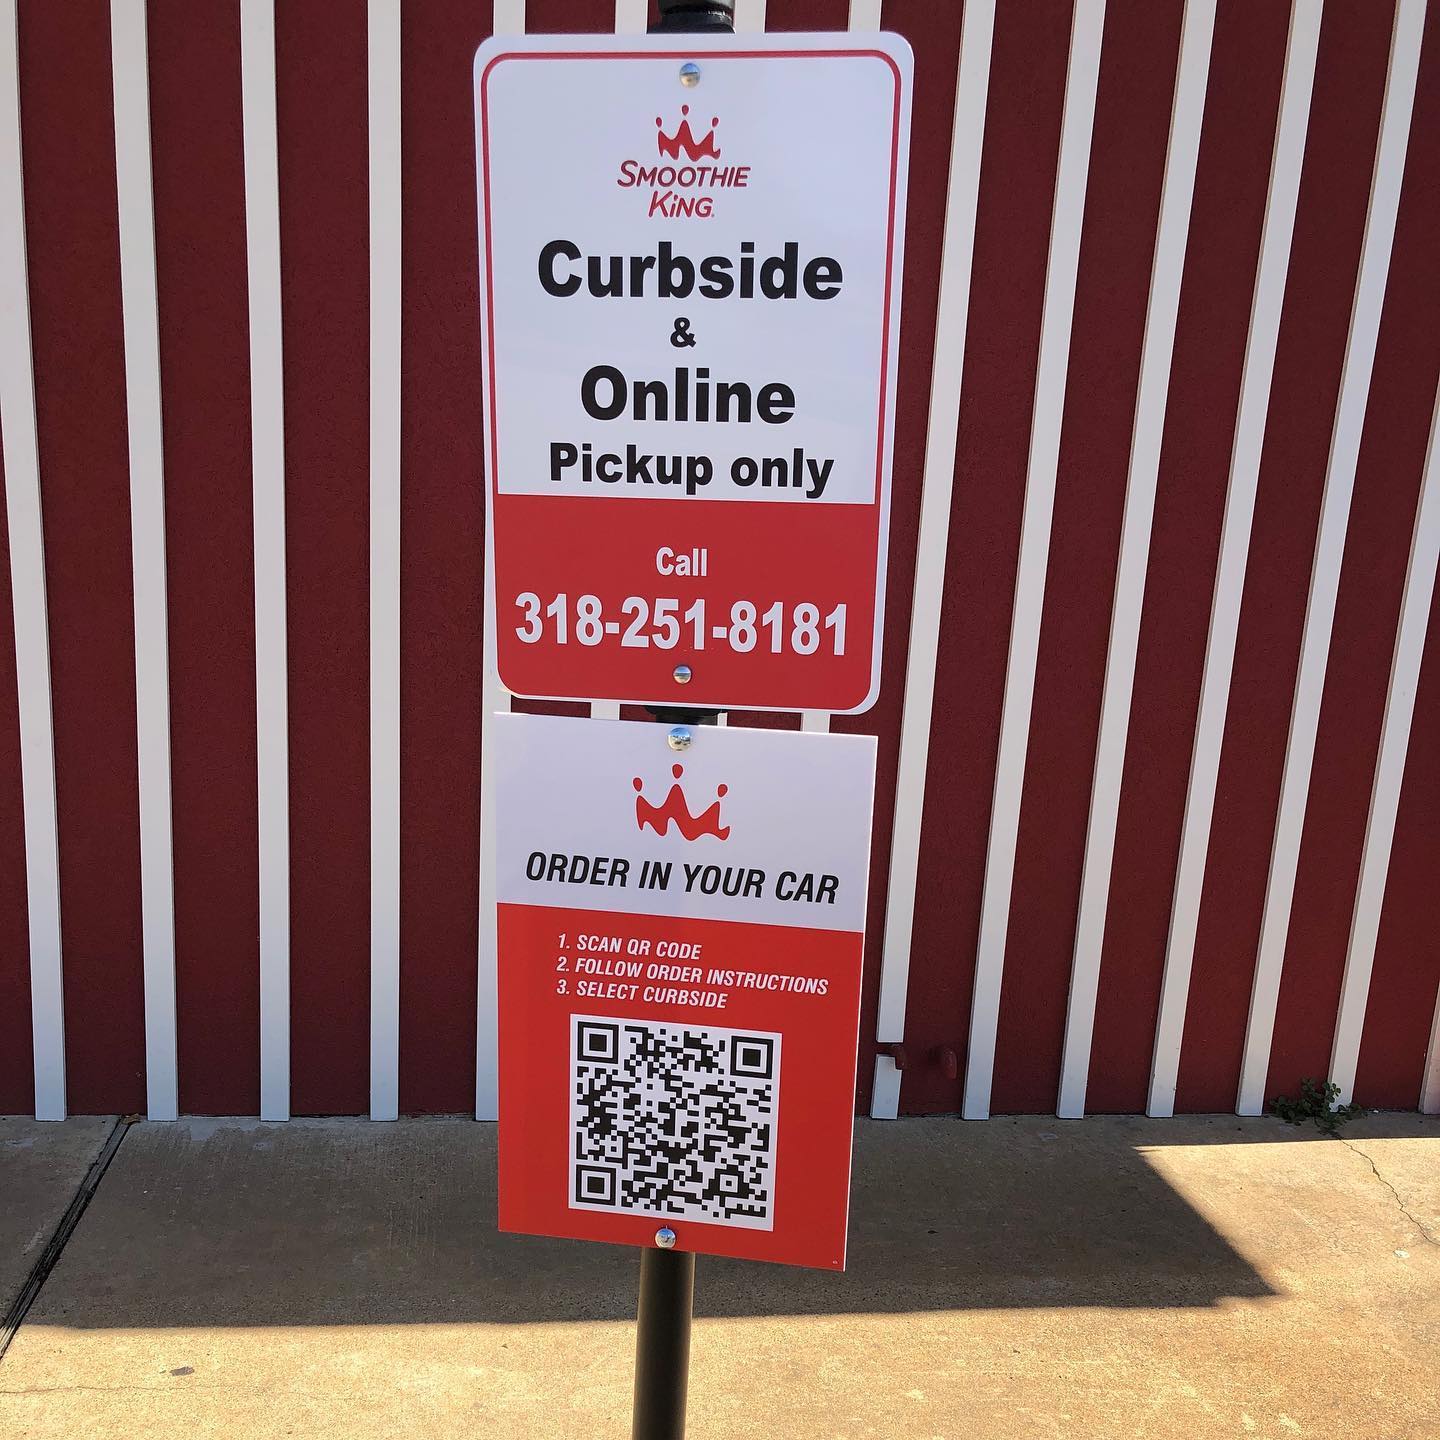 SMOOTHIE
KiNG
Curbside
&
Online
Pickup only
Call
318-251-8181
ORDER IN YOUR CAR
1. SCAN QR CODE
2. FOLLOW ORDER INSTRUCTIONS
3. SELECT CURBSIDE